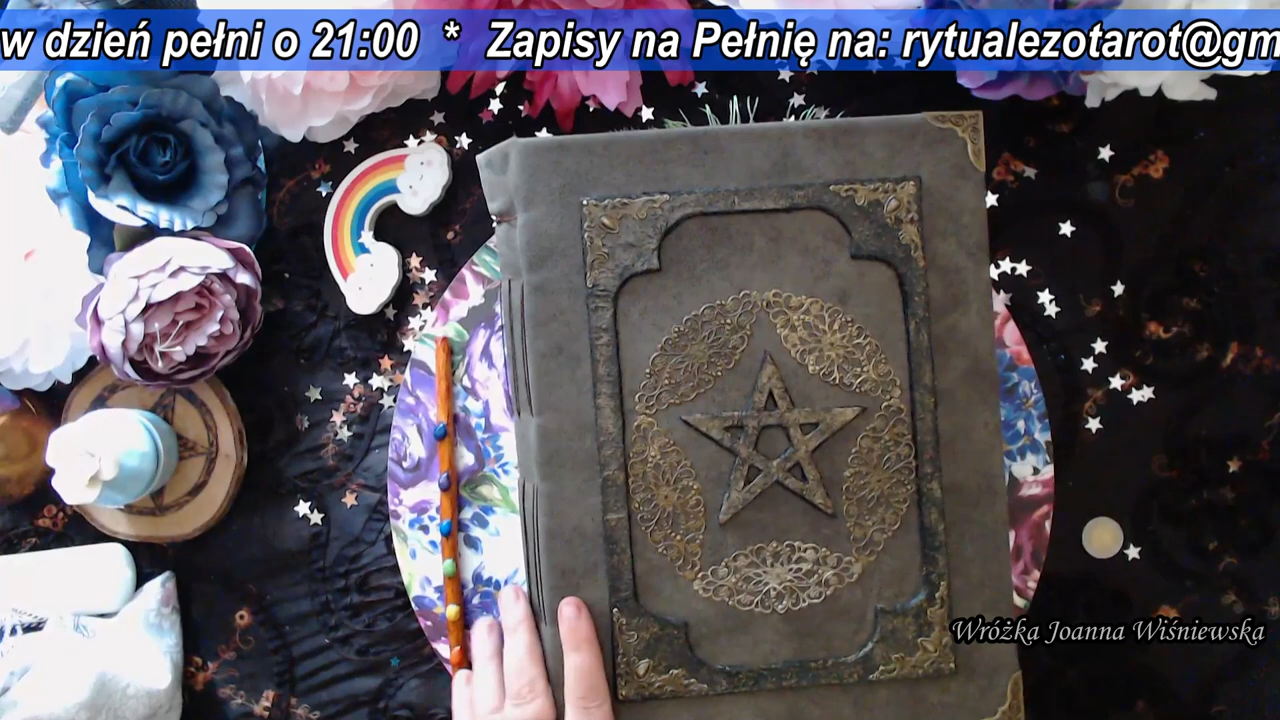 w dzień pełni o 21:00 * Zapisy na Pełnię na: rytualezotarot@gm
Wróżka Joanna Wiśniewska